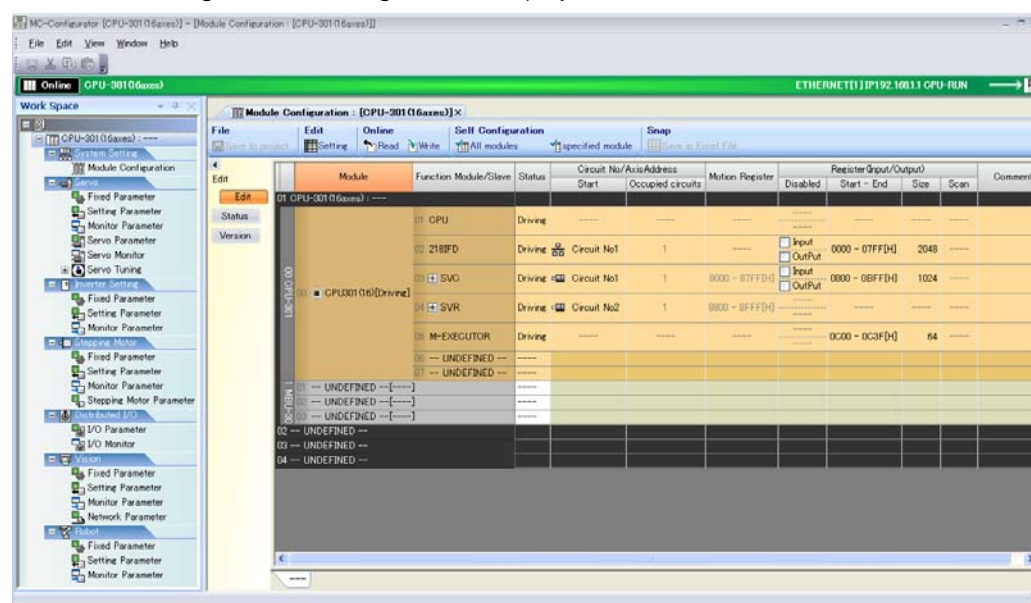 MC-Configurator [CPU-301(16axes)] - [Module Configuration : [CPU-301(16axes)]]
File Edit View Window Help
Online CPU-301(16axes) ETHERNET[1] IP192.168.1.1 CPU-RUN
Work Space
Module Configuration : [CPU-301(16axes)]
File Edit Online Self Configuration Snap
Save to project Setting Read Write All modules specified module Save in Excel File
CPU-301(16axes) : ----
System Setting
Module Configuration
Servo
Fixed Parameter
Setting Parameter
Monitor Parameter
Servo Parameter
Servo Monitor
Servo Tuning
Inverter Setting
Fixed Parameter
Setting Parameter
Monitor Parameter
Stepping Motor
Fixed Parameter
Setting Parameter
Monitor Parameter
Stepping Motor Parameter
Distributed I/O
I/O Parameter
I/O Monitor
Vision
Fixed Parameter
Setting Parameter
Monitor Parameter
Network Parameter
Robot
Fixed Parameter
Setting Parameter
Monitor Parameter
Edit
Edit
Status
Version
Module Function Module/Slave Status Circuit No/AxisAddress Motion Register Register(Input/Output) Comment
Start Occupied circuits Disabled Start - End Size Scan
01 CPU-301(16axes) : ----
00 CPU-301
00 CPU301(16)[Driving]
01 CPU Driving ---- ---- ---- ---- ---- ---- ----
02 218IFD Driving Circuit No1 1 ---- Input OutPut 0000 - 07FF[H] 2048 ----
03 SVC Driving Circuit No1 1 8000 - 87FF[H] Input OutPut 0800 - 0BFF[H] 1024 ----
04 SVR Driving Circuit No2 1 8800 - 8FFF[H] ---- ---- ---- ----
05 M-EXECUTOR Driving ---- ---- ---- ---- 0C00 - 0C3F[H] 64 ----
06 -- UNDEFINED -- ----
07 -- UNDEFINED -- ----
01 -- UNDEFINED --[----] ----
02 -- UNDEFINED --[----] ----
03 -- UNDEFINED --[----] ----
02 -- UNDEFINED --
03 -- UNDEFINED --
04 -- UNDEFINED --
----